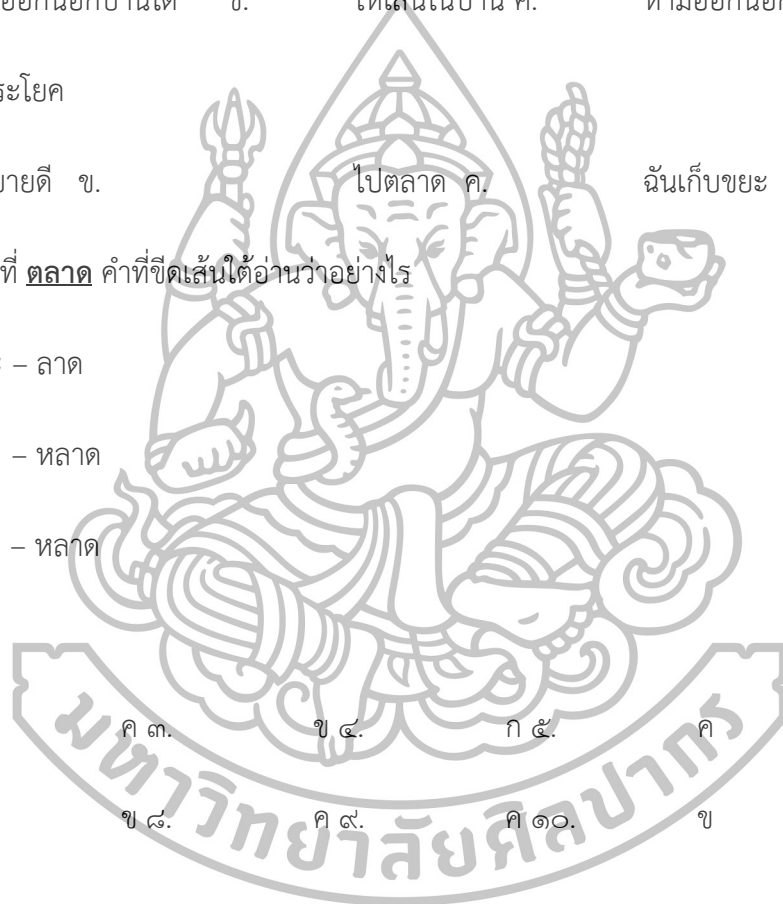 ออกนอกบ้านได้ ข. ให้เล่นในบ้าน ค. ห้ามออกนอก
ระโยค
บายดี ข. ไปตลาด ค. ฉันเก็บขยะ
ที่ ตลาด คำที่ขีดเส้นใต้อ่านว่าอย่างไร
– ลาด
– หลาด
– หลาด
ค ๓. ข ๔. ก ๕. ค
ข ๘. ค ๙. ค ๑๐. ข
มหาวิทยาลัยศิลปากร